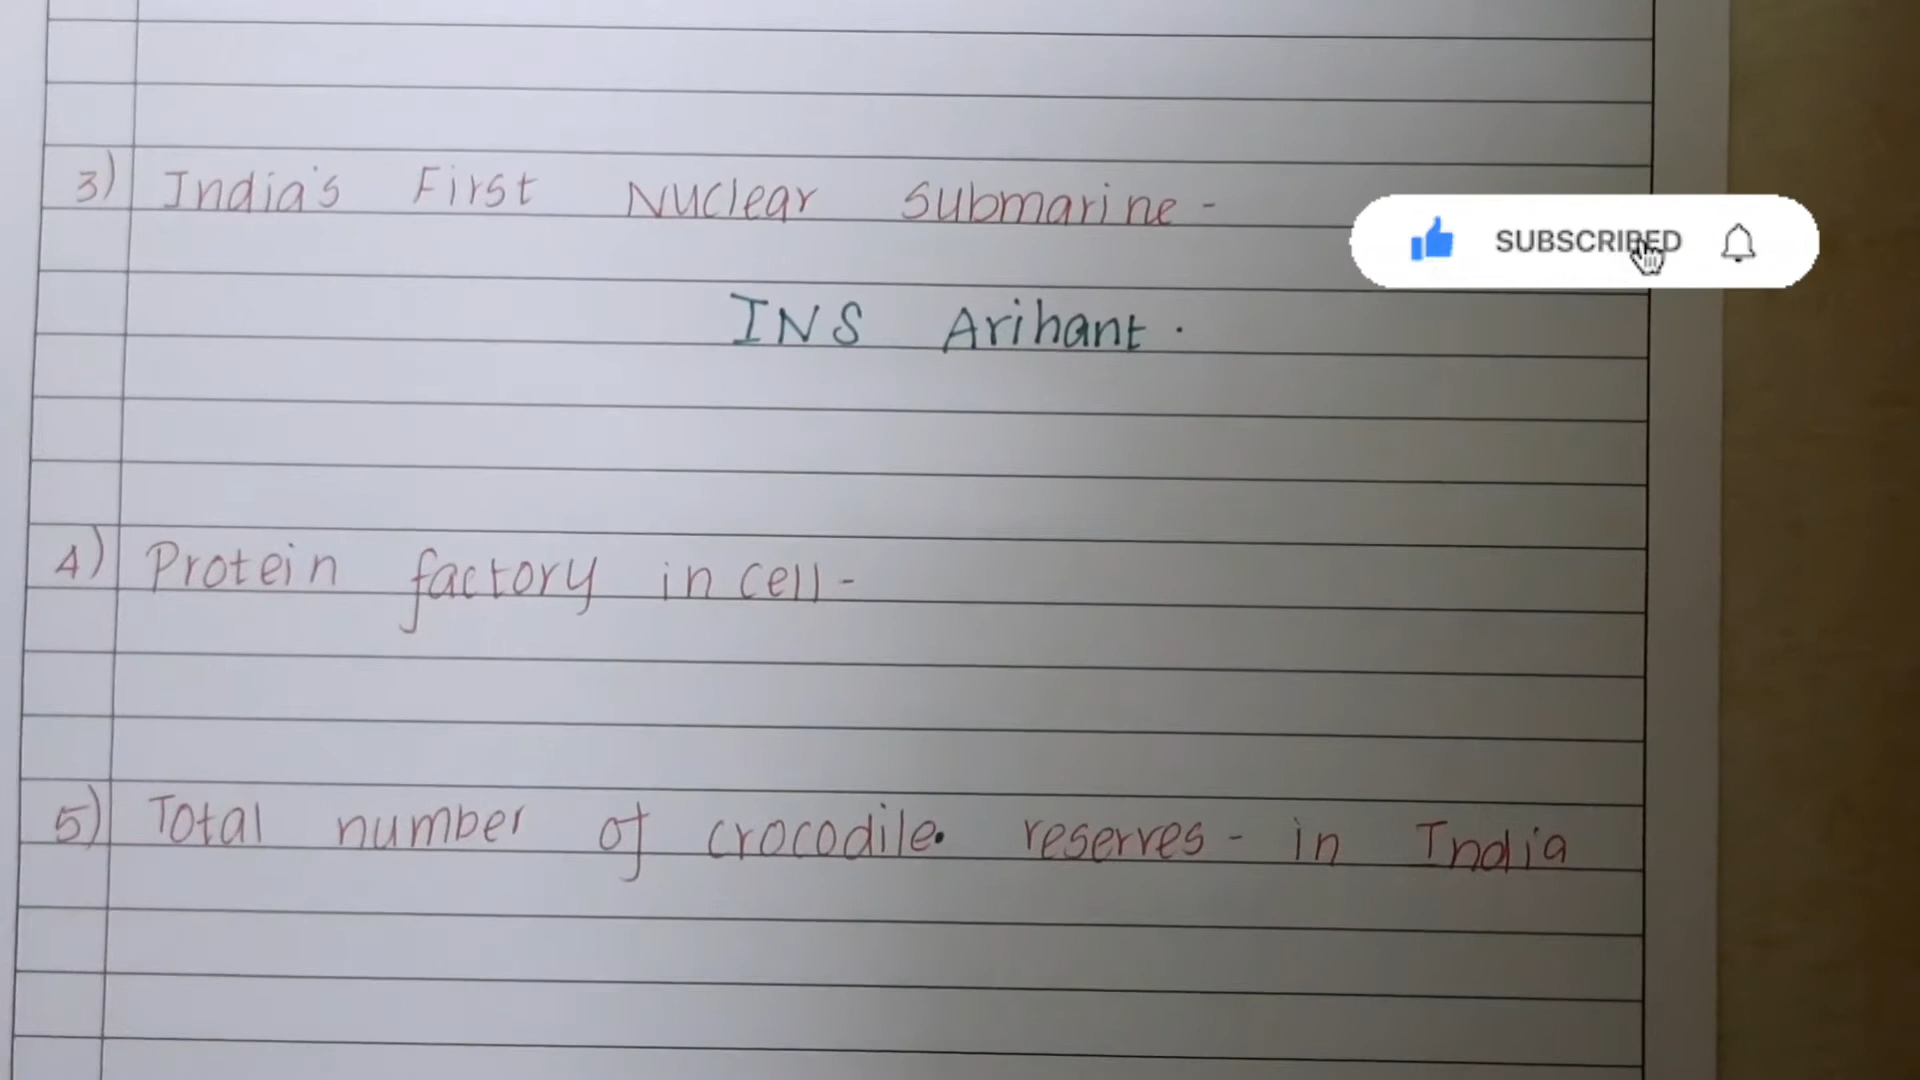 3) India's First Nuclear Submarine -
SUBSCRIBED
INS Arihant.
4) Protein factory in cell -
5) Total number of crocodile. reserves - in India